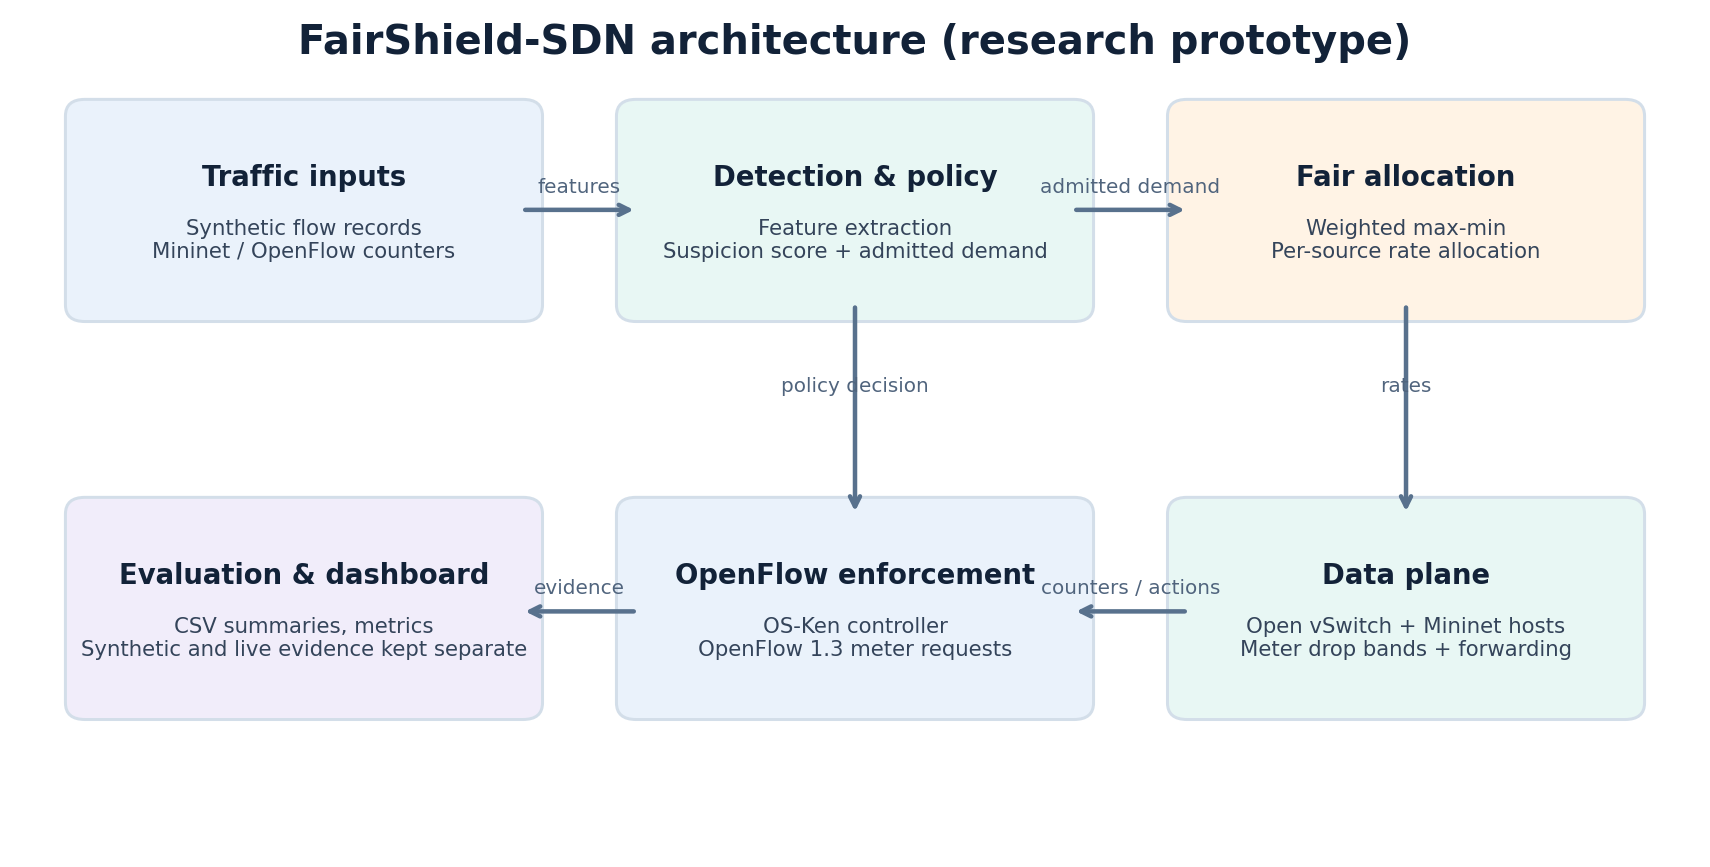 FairShield-SDN architecture (research prototype)
Traffic inputs
Synthetic flow records
Mininet / OpenFlow counters
features
Detection & policy
Feature extraction
Suspicion score + admitted demand
admitted demand
Fair allocation
Weighted max-min
Per-source rate allocation
policy decision
rates
Evaluation & dashboard
CSV summaries, metrics
Synthetic and live evidence kept separate
evidence
OpenFlow enforcement
OS-Ken controller
OpenFlow 1.3 meter requests
counters / actions
Data plane
Open vSwitch + Mininet hosts
Meter drop bands + forwarding